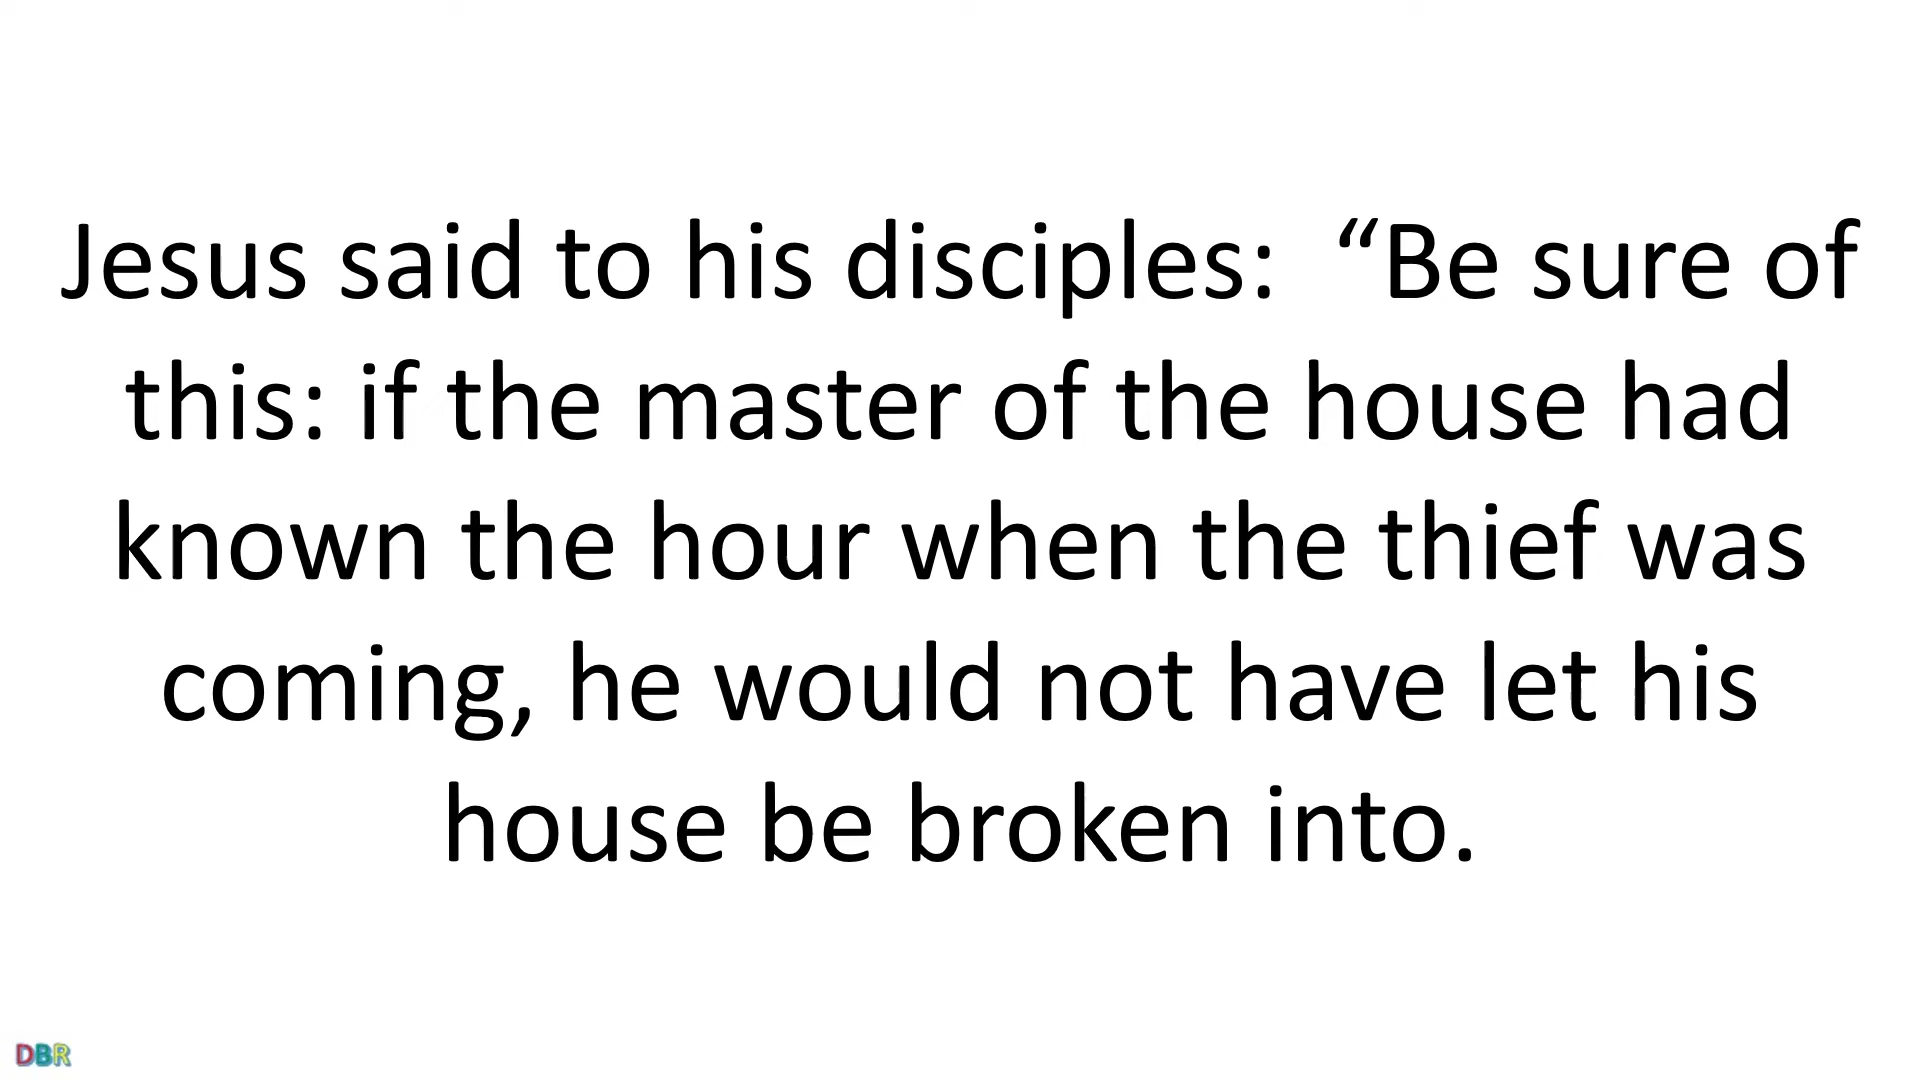 Jesus said to his disciples:  “Be sure of
this: if the master of the house had
known the hour when the thief was
coming, he would not have let his
house be broken into.
DBR